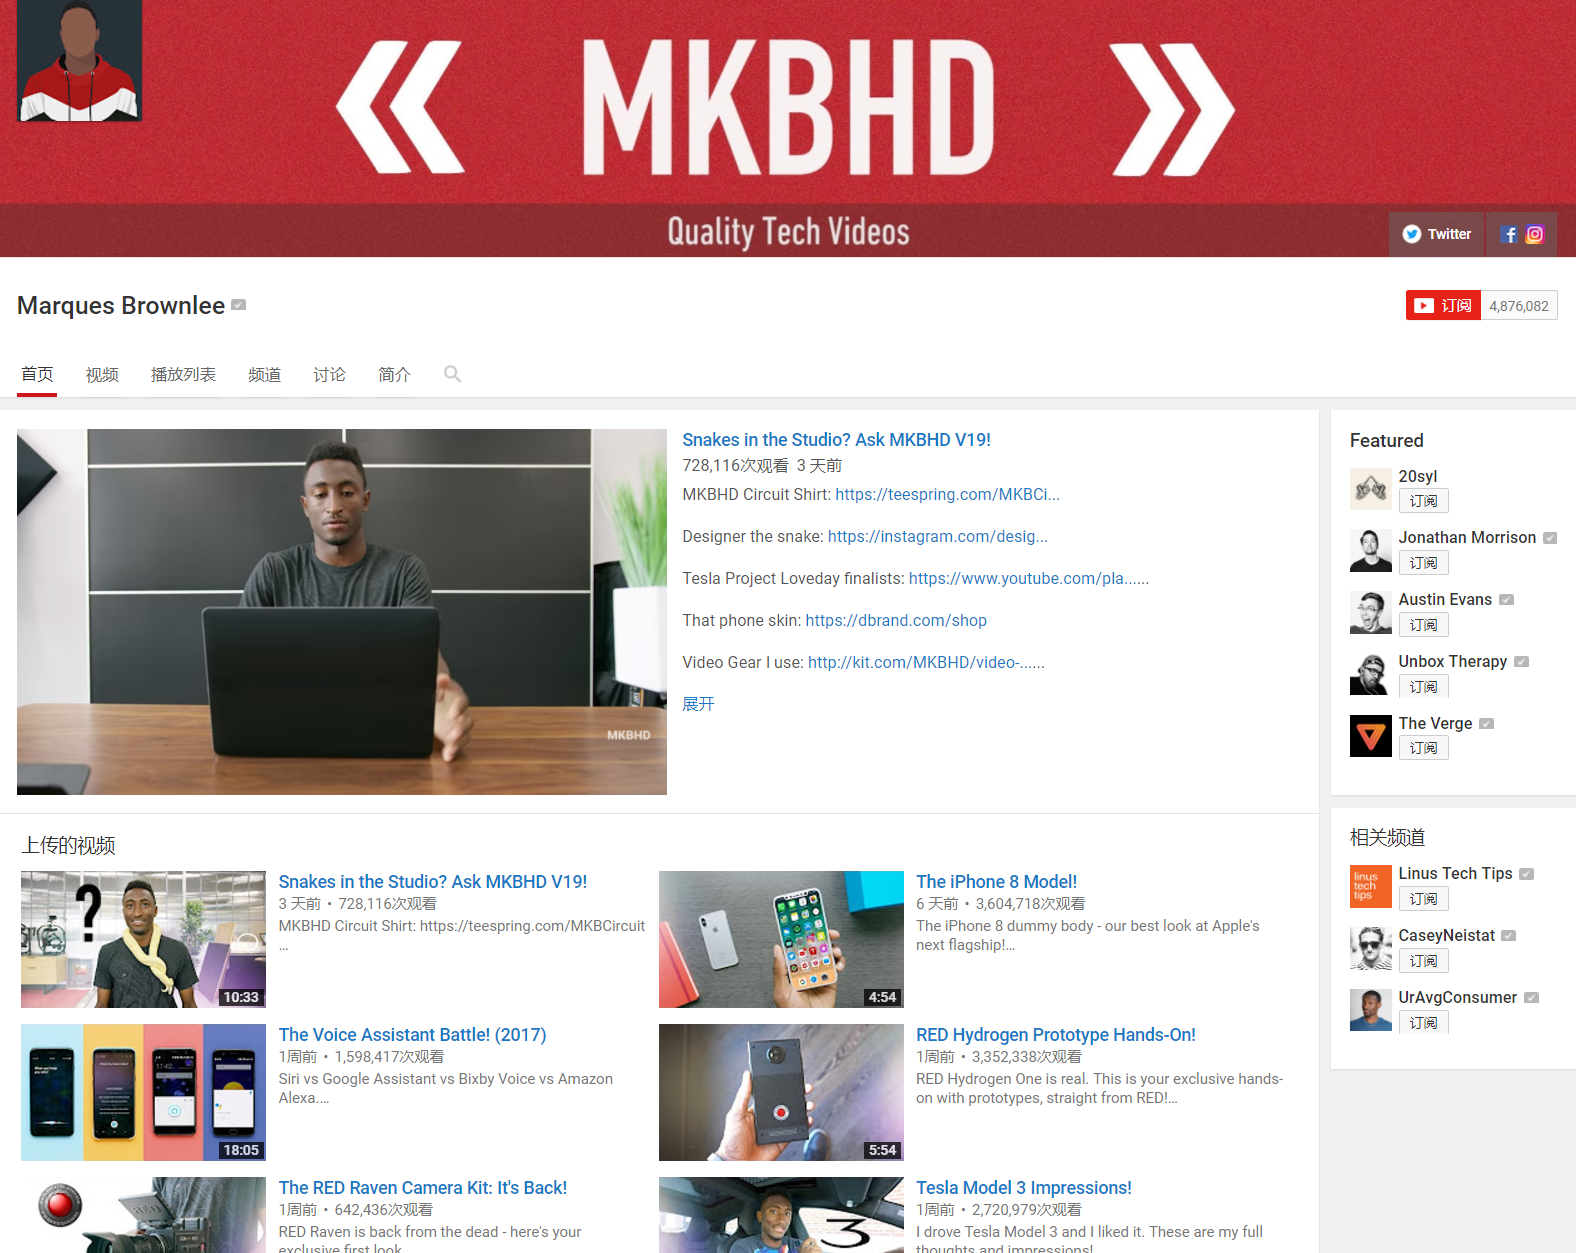 MKBHD
Quality Tech Videos
Twitter
Marques Brownlee
订阅 4,876,082
首页 视频 播放列表 频道 讨论 简介
MKBHD
Snakes in the Studio? Ask MKBHD V19!
728,116次观看 3 天前
MKBHD Circuit Shirt: https://teespring.com/MKBCi...
Designer the snake: https://instagram.com/desig...
Tesla Project Loveday finalists: https://www.youtube.com/pla......
That phone skin: https://dbrand.com/shop
Video Gear I use: http://kit.com/MKBHD/video-......
展开
Featured
20syl
订阅
Jonathan Morrison
订阅
Austin Evans
订阅
Unbox Therapy
订阅
The Verge
订阅
相关频道
linus
tech
tips
Linus Tech Tips
订阅
CaseyNeistat
订阅
UrAvgConsumer
订阅
上传的视频
?
10:33
Snakes in the Studio? Ask MKBHD V19!
3 天前 • 728,116次观看
MKBHD Circuit Shirt: https://teespring.com/MKBCircuit
...
4:54
The iPhone 8 Model!
6 天前 • 3,604,718次观看
The iPhone 8 dummy body - our best look at Apple's
next flagship!...
18:05
The Voice Assistant Battle! (2017)
1周前 • 1,598,417次观看
Siri vs Google Assistant vs Bixby Voice vs Amazon
Alexa....
5:54
RED Hydrogen Prototype Hands-On!
1周前 • 3,352,338次观看
RED Hydrogen One is real. This is your exclusive hands-
on with prototypes, straight from RED!...
The RED Raven Camera Kit: It's Back!
1周前 • 642,436次观看
RED Raven is back from the dead - here's your
exclusive first look
3
Tesla Model 3 Impressions!
1周前 • 2,720,979次观看
I drove Tesla Model 3 and I liked it. These are my full
thoughts and impressions!